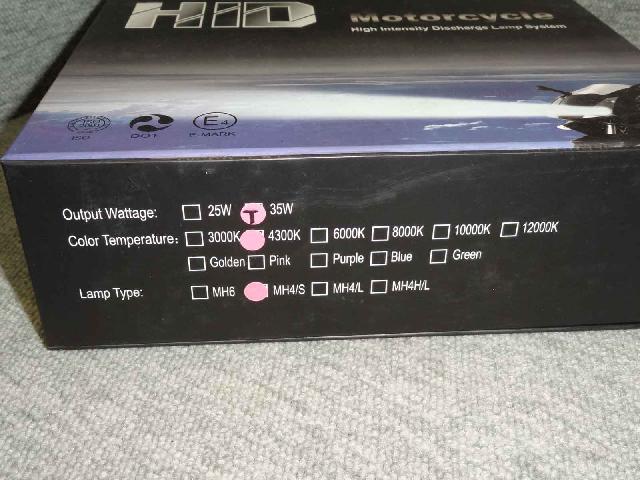 HID Motorcycle
High Intensity Discharge Lamp System
ISO DOT E4 E-MARK
Output Wattage: 25W T 35W
Color Temperature: 3000K 4300K 6000K 8000K 10000K 12000K
Golden Pink Purple Blue Green
Lamp Type: MH6 MH4/S MH4/L MH4H/L